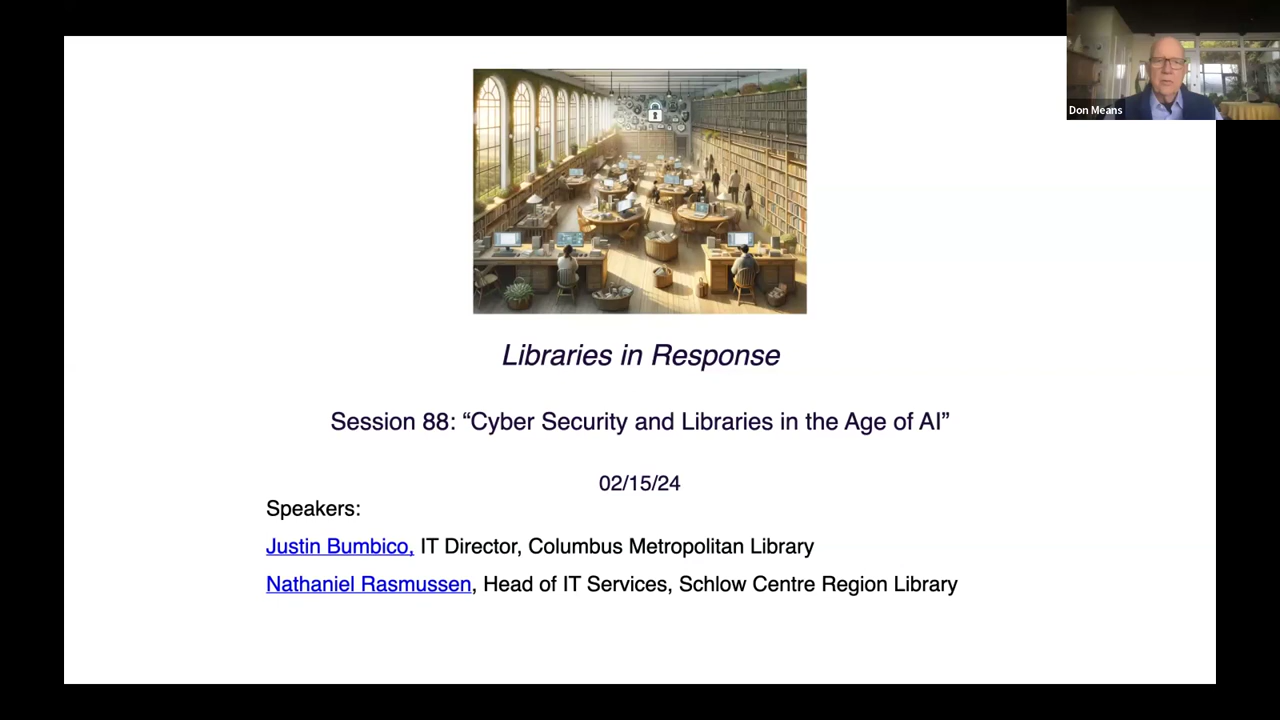 Don Means
Libraries in Response
Session 88: “Cyber Security and Libraries in the Age of AI”
02/15/24
Speakers:
Justin Bumbico, IT Director, Columbus Metropolitan Library
Nathaniel Rasmussen, Head of IT Services, Schlow Centre Region Library